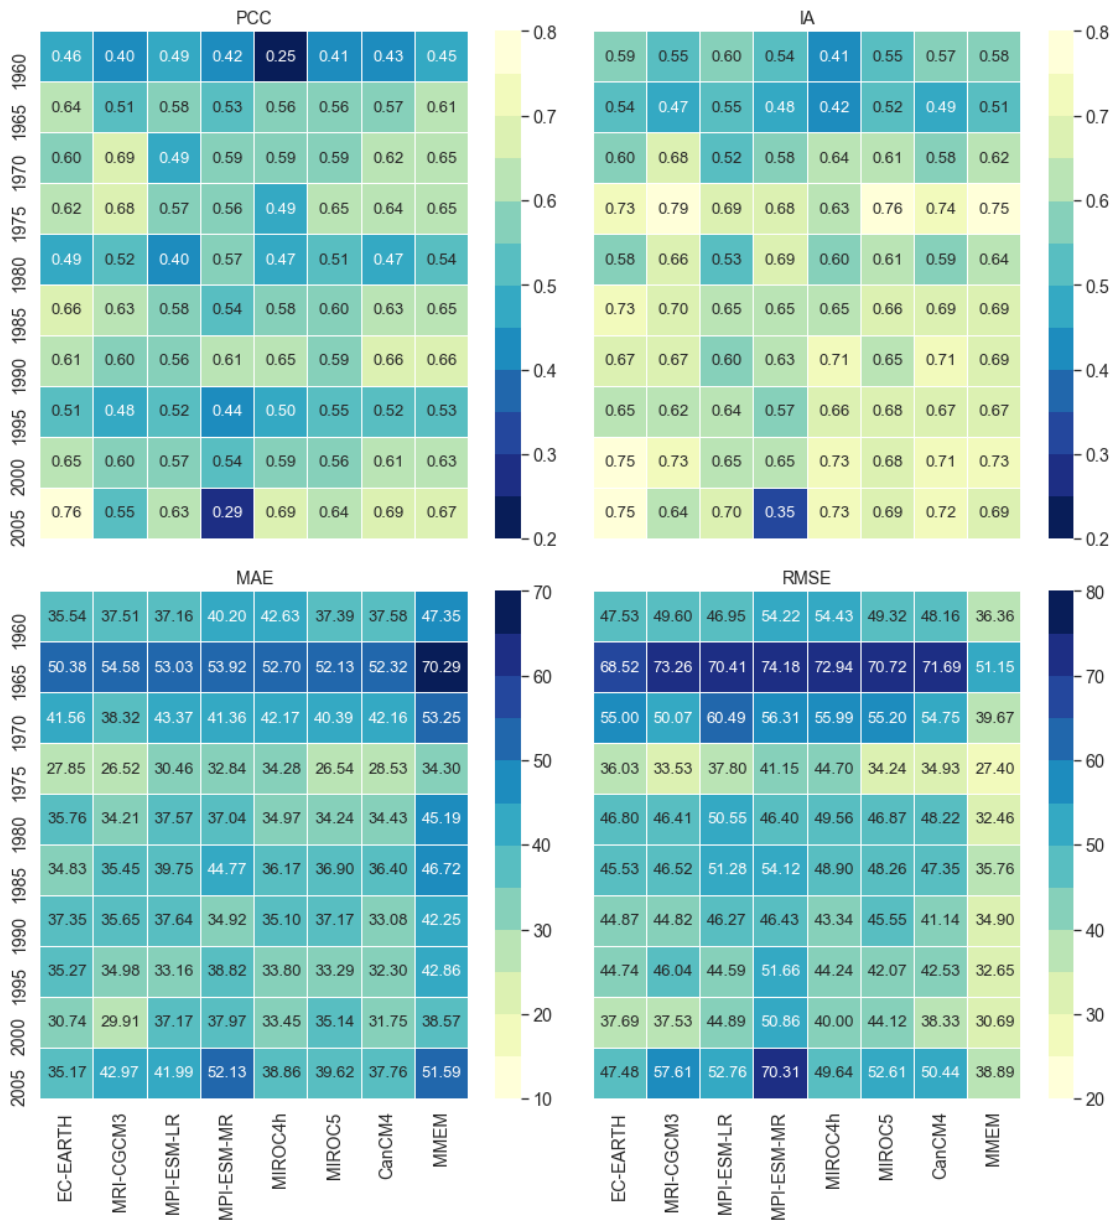 PCC
1960 0.46 0.40 0.49 0.42 0.25 0.41 0.43 0.45
1965 0.64 0.51 0.58 0.53 0.56 0.56 0.57 0.61
1970 0.60 0.69 0.49 0.59 0.59 0.59 0.62 0.65
1975 0.62 0.68 0.57 0.56 0.49 0.65 0.64 0.65
1980 0.49 0.52 0.40 0.57 0.47 0.51 0.47 0.54
1985 0.66 0.63 0.58 0.54 0.58 0.60 0.63 0.65
1990 0.61 0.60 0.56 0.61 0.65 0.59 0.66 0.66
1995 0.51 0.48 0.52 0.44 0.50 0.55 0.52 0.53
2000 0.65 0.60 0.57 0.54 0.59 0.56 0.61 0.63
2005 0.76 0.55 0.63 0.29 0.69 0.64 0.69 0.67
0.8
0.7
0.6
0.5
0.4
0.3
0.2
IA
0.59 0.55 0.60 0.54 0.41 0.55 0.57 0.58
0.54 0.47 0.55 0.48 0.42 0.52 0.49 0.51
0.60 0.68 0.52 0.58 0.64 0.61 0.58 0.62
0.73 0.79 0.69 0.68 0.63 0.76 0.74 0.75
0.58 0.66 0.53 0.69 0.60 0.61 0.59 0.64
0.73 0.70 0.65 0.65 0.65 0.66 0.69 0.69
0.67 0.67 0.60 0.63 0.71 0.65 0.71 0.69
0.65 0.62 0.64 0.57 0.66 0.68 0.67 0.67
0.75 0.73 0.65 0.65 0.73 0.68 0.71 0.73
0.75 0.64 0.70 0.35 0.73 0.69 0.72 0.69
0.8
0.7
0.6
0.5
0.4
0.3
0.2
MAE
1960 35.54 37.51 37.16 40.20 42.63 37.39 37.58 47.35
1965 50.38 54.58 53.03 53.92 52.70 52.13 52.32 70.29
1970 41.56 38.32 43.37 41.36 42.17 40.39 42.16 53.25
1975 27.85 26.52 30.46 32.84 34.28 26.54 28.53 34.30
1980 35.76 34.21 37.57 37.04 34.97 34.24 34.43 45.19
1985 34.83 35.45 39.75 44.77 36.17 36.90 36.40 46.72
1990 37.35 35.65 37.64 34.92 35.10 37.17 33.08 42.25
1995 35.27 34.98 33.16 38.82 33.80 33.29 32.30 42.86
2000 30.74 29.91 37.17 37.97 33.45 35.14 31.75 38.57
2005 35.17 42.97 41.99 52.13 38.86 39.62 37.76 51.59
EC-EARTH MRI-CGCM3 MPI-ESM-LR MPI-ESM-MR MIROC4h MIROC5 CanCM4 MMEM
70
60
50
40
30
20
10
RMSE
47.53 49.60 46.95 54.22 54.43 49.32 48.16 36.36
68.52 73.26 70.41 74.18 72.94 70.72 71.69 51.15
55.00 50.07 60.49 56.31 55.99 55.20 54.75 39.67
36.03 33.53 37.80 41.15 44.70 34.24 34.93 27.40
46.80 46.41 50.55 46.40 49.56 46.87 48.22 32.46
45.53 46.52 51.28 54.12 48.90 48.26 47.35 35.76
44.87 44.82 46.27 46.43 43.34 45.55 41.14 34.90
44.74 46.04 44.59 51.66 44.24 42.07 42.53 32.65
37.69 37.53 44.89 50.86 40.00 44.12 38.33 30.69
47.48 57.61 52.76 70.31 49.64 52.61 50.44 38.89
EC-EARTH MRI-CGCM3 MPI-ESM-LR MPI-ESM-MR MIROC4h MIROC5 CanCM4 MMEM
80
70
60
50
40
30
20